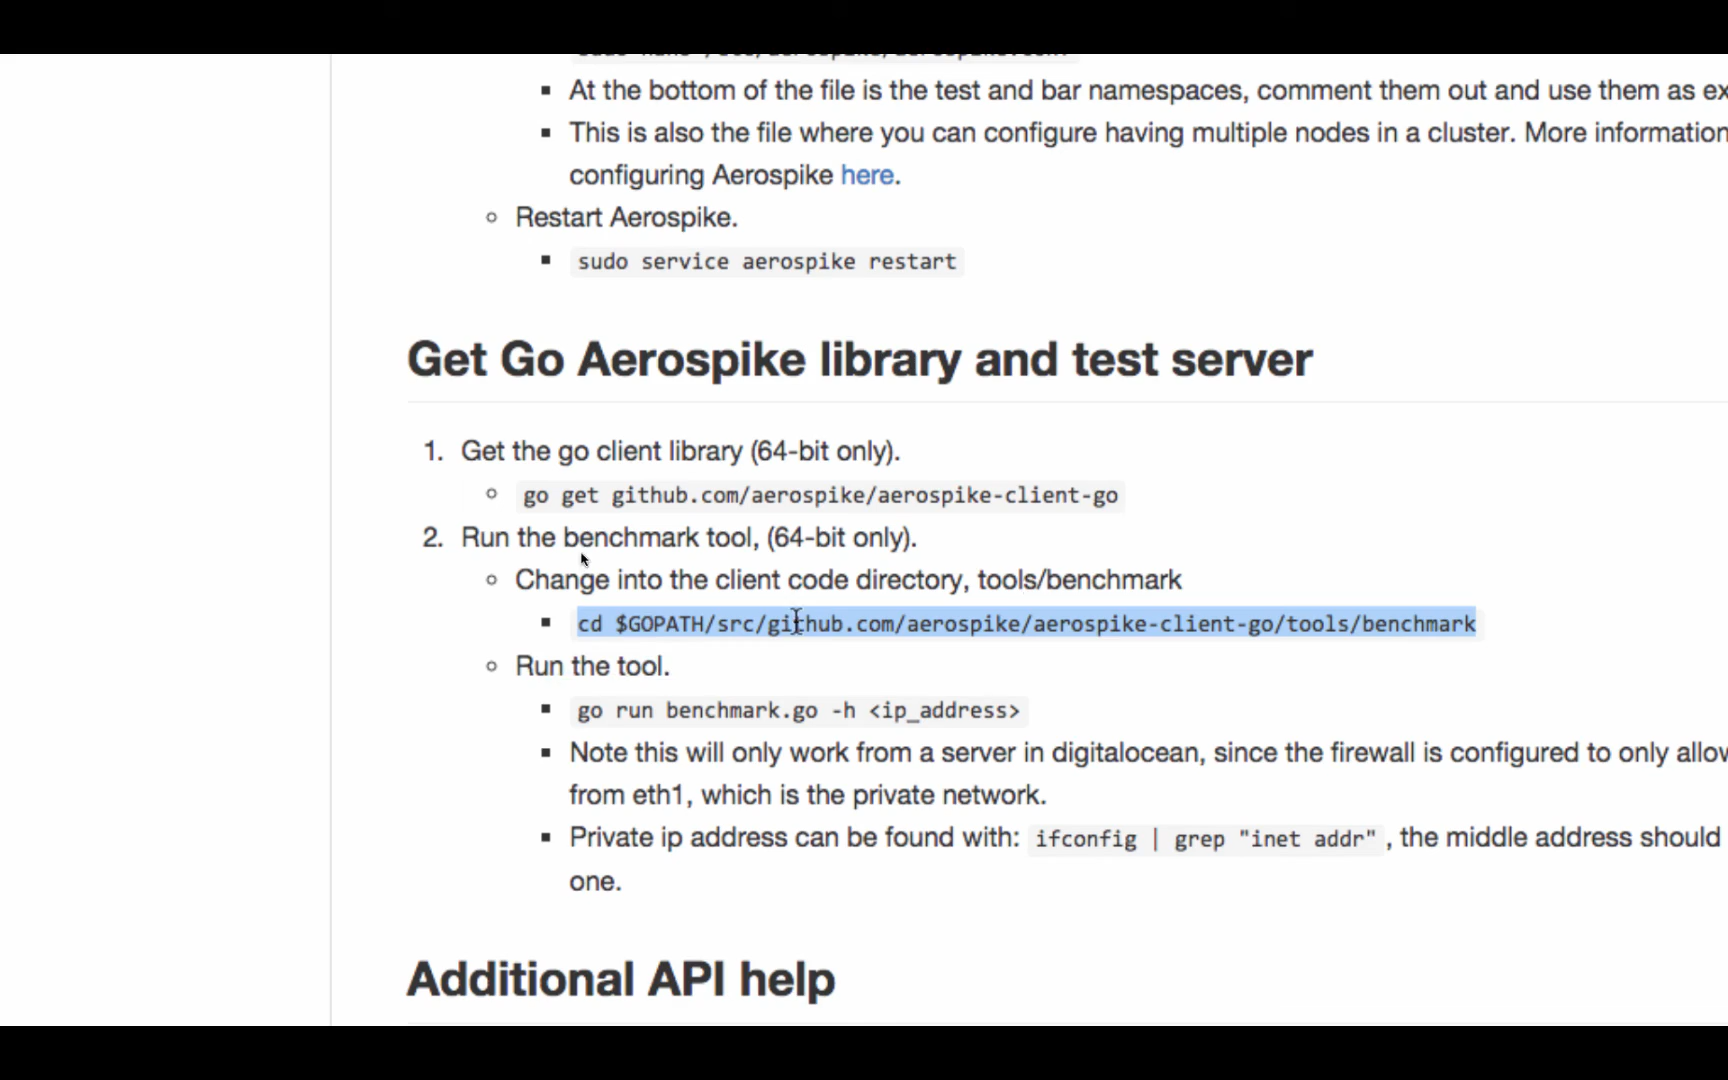 At the bottom of the file is the test and bar namespaces, comment them out and use them as ex
This is also the file where you can configure having multiple nodes in a cluster. More information
configuring Aerospike here.
Restart Aerospike.
sudo service aerospike restart
Get Go Aerospike library and test server
1. Get the go client library (64-bit only).
go get github.com/aerospike/aerospike-client-go
2. Run the benchmark tool, (64-bit only).
Change into the client code directory, tools/benchmark
cd $GOPATH/src/github.com/aerospike/aerospike-client-go/tools/benchmark
Run the tool.
go run benchmark.go -h <ip_address>
Note this will only work from a server in digitalocean, since the firewall is configured to only allow
from eth1, which is the private network.
Private ip address can be found with: ifconfig | grep "inet addr" , the middle address should
one.
Additional API help